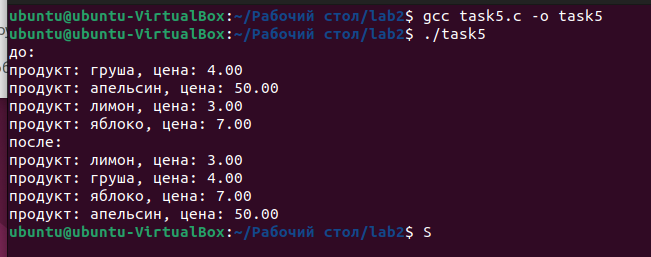 ubuntu@ubuntu-VirtualBox:~/Рабочий стол/lab2$ gcc task5.c -o task5
ubuntu@ubuntu-VirtualBox:~/Рабочий стол/lab2$ ./task5
до:
продукт: груша, цена: 4.00
продукт: апельсин, цена: 50.00
продукт: лимон, цена: 3.00
продукт: яблоко, цена: 7.00
после:
продукт: лимон, цена: 3.00
продукт: груша, цена: 4.00
продукт: яблоко, цена: 7.00
продукт: апельсин, цена: 50.00
ubuntu@ubuntu-VirtualBox:~/Рабочий стол/lab2$ S